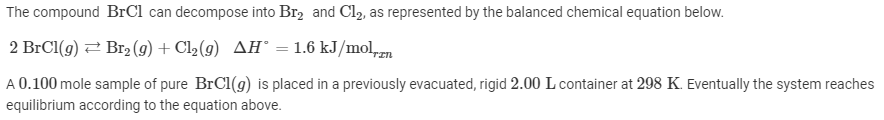 The compound BrCl can decompose into Br₂ and Cl₂, as represented by the balanced chemical equation below.
2 BrCl(g) ⇄ Br₂(g) + Cl₂(g) ΔH° = 1.6 kJ/molᵣₓₙ
A 0.100 mole sample of pure BrCl(g) is placed in a previously evacuated, rigid 2.00 L container at 298 K. Eventually the system reaches
equilibrium according to the equation above.